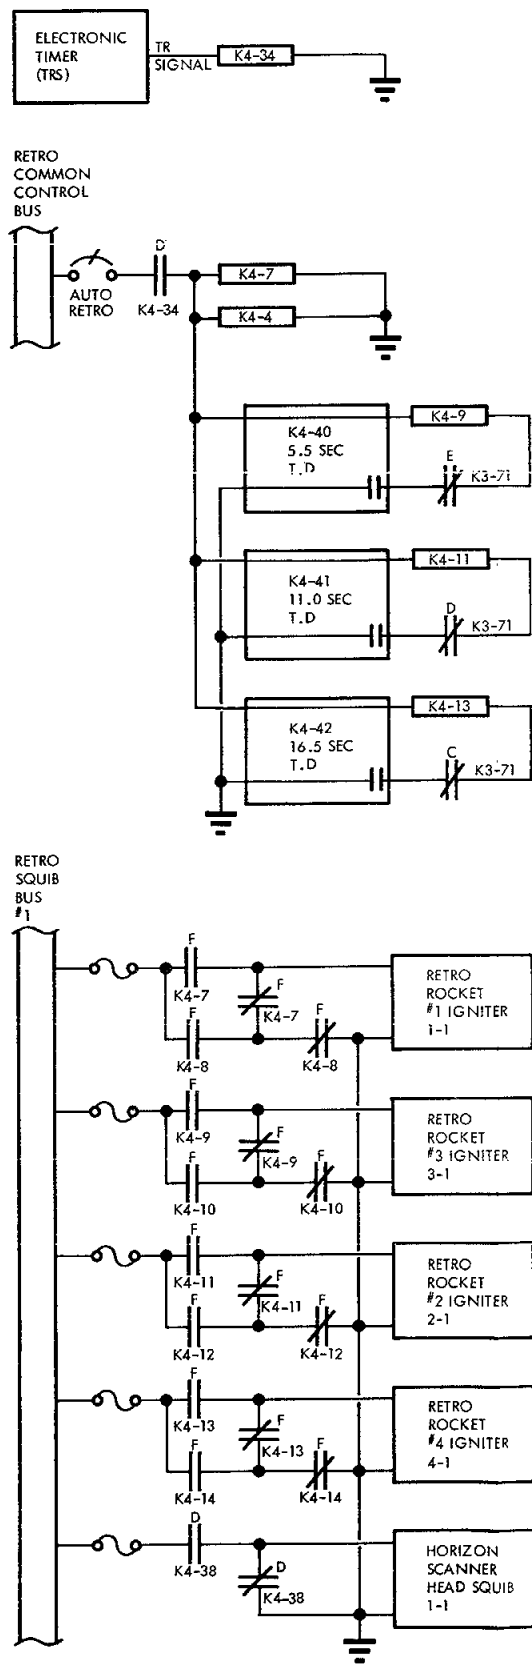 ELECTRONIC
TIMER
(TRS)
TR
SIGNAL
K4-34
RETRO
COMMON
CONTROL
BUS
AUTO
RETRO
D
K4-34
K4-7
K4-4
K4-40
5.5 SEC
T.D
K4-9
E
K3-71
K4-41
11.0 SEC
T.D
K4-11
D
K3-71
K4-42
16.5 SEC
T.D
K4-13
C
K3-71
RETRO
SQUIB
BUS
#1
F
K4-7
F
K4-7
F
K4-8
F
K4-8
RETRO
ROCKET
#1 IGNITER
1-1
F
K4-9
F
K4-9
F
K4-10
F
K4-10
RETRO
ROCKET
#3 IGNITER
3-1
F
K4-11
F
K4-11
F
K4-12
F
K4-12
RETRO
ROCKET
#2 IGNITER
2-1
F
K4-13
F
K4-13
F
K4-14
F
K4-14
RETRO
ROCKET
#4 IGNITER
4-1
D
K4-38
D
K4-38
HORIZON
SCANNER
HEAD SQUIB
1-1